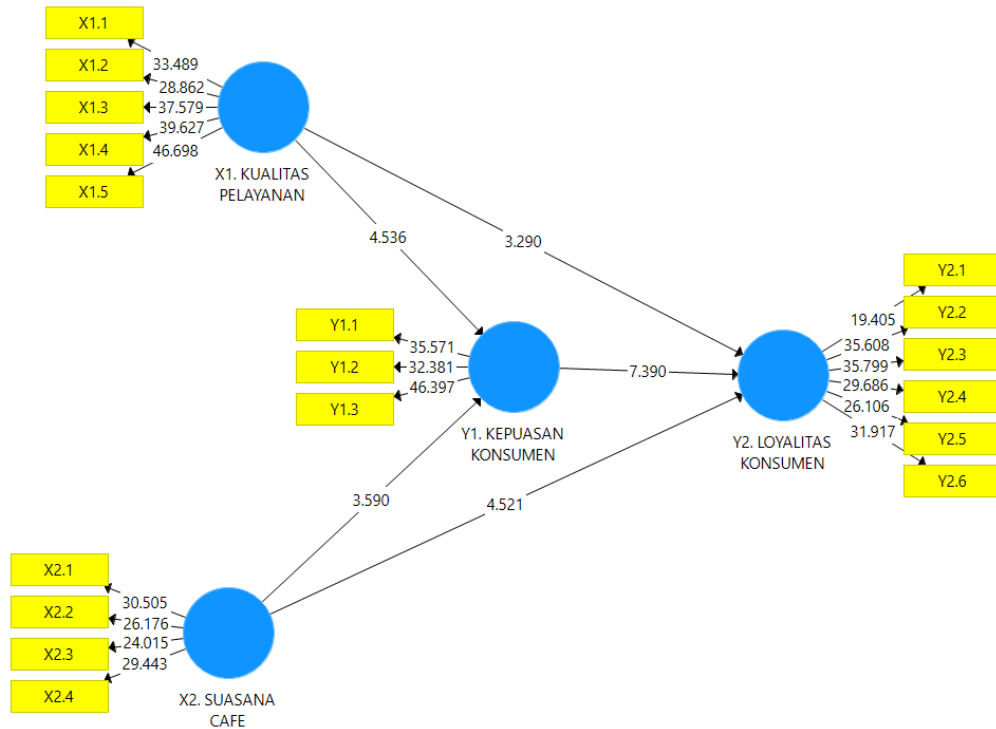 X1.1
X1.2
X1.3
X1.4
X1.5
33.489
28.862
37.579
39.627
46.698
X1. KUALITAS
PELAYANAN
4.536
3.290
Y1.1
Y1.2
Y1.3
35.571
32.381
46.397
Y1. KEPUASAN
KONSUMEN
7.390
Y2. LOYALITAS
KONSUMEN
19.405
35.608
35.799
29.686
26.106
31.917
Y2.1
Y2.2
Y2.3
Y2.4
Y2.5
Y2.6
3.590
4.521
X2.1
X2.2
X2.3
X2.4
30.505
26.176
24.015
29.443
X2. SUASANA
CAFE